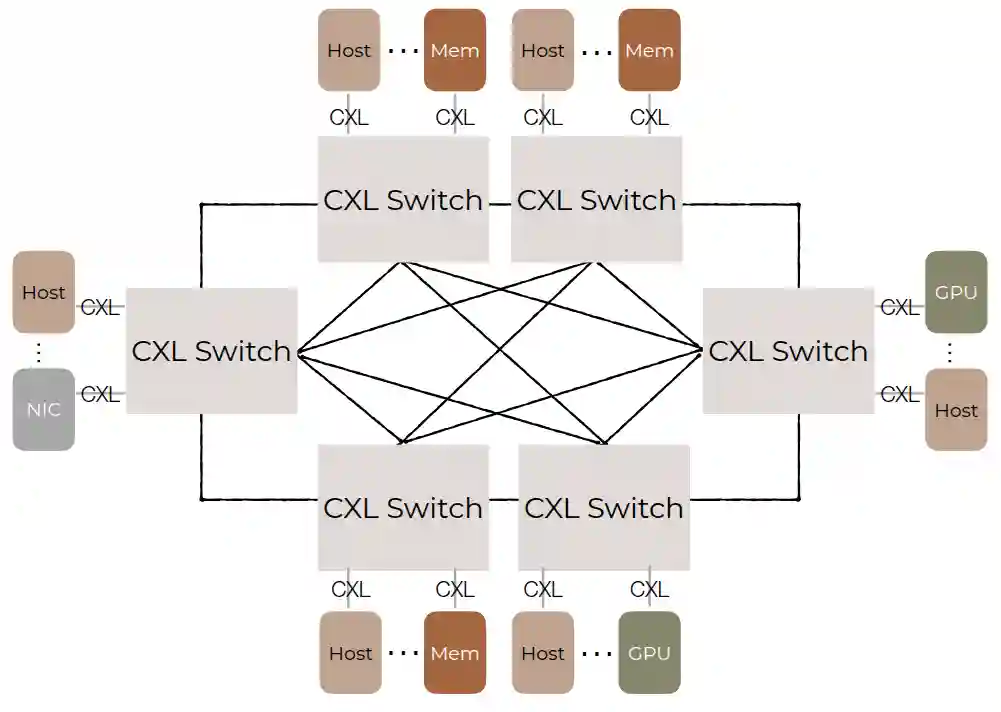 Host ··· Mem Host ··· Mem
CXL CXL CXL CXL
CXL Switch CXL Switch
Host CXL CXL GPU
CXL Switch CXL Switch
NIC CXL CXL Host
CXL Switch CXL Switch
CXL CXL CXL CXL
Host ··· Mem Host ··· GPU